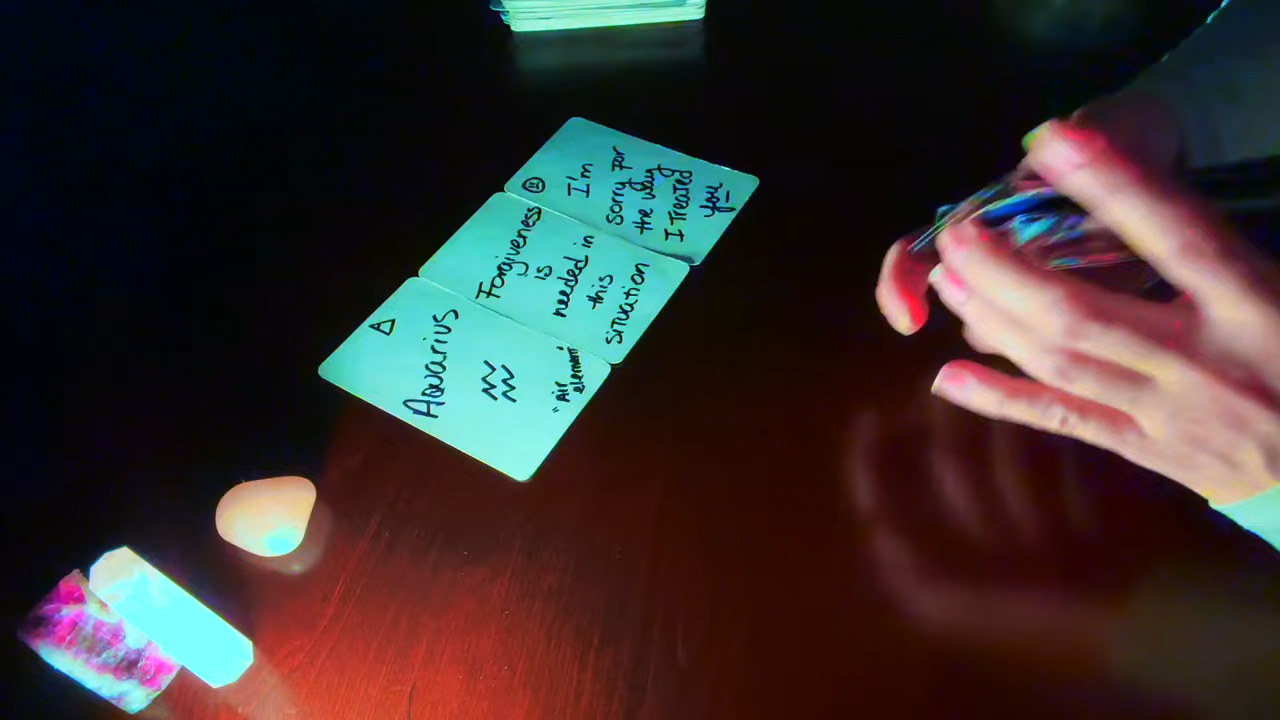 Aquarius
"Air
element"
Forgiveness
is
needed in
this
situation
I'm
sorry for
the way
I Treated
you-